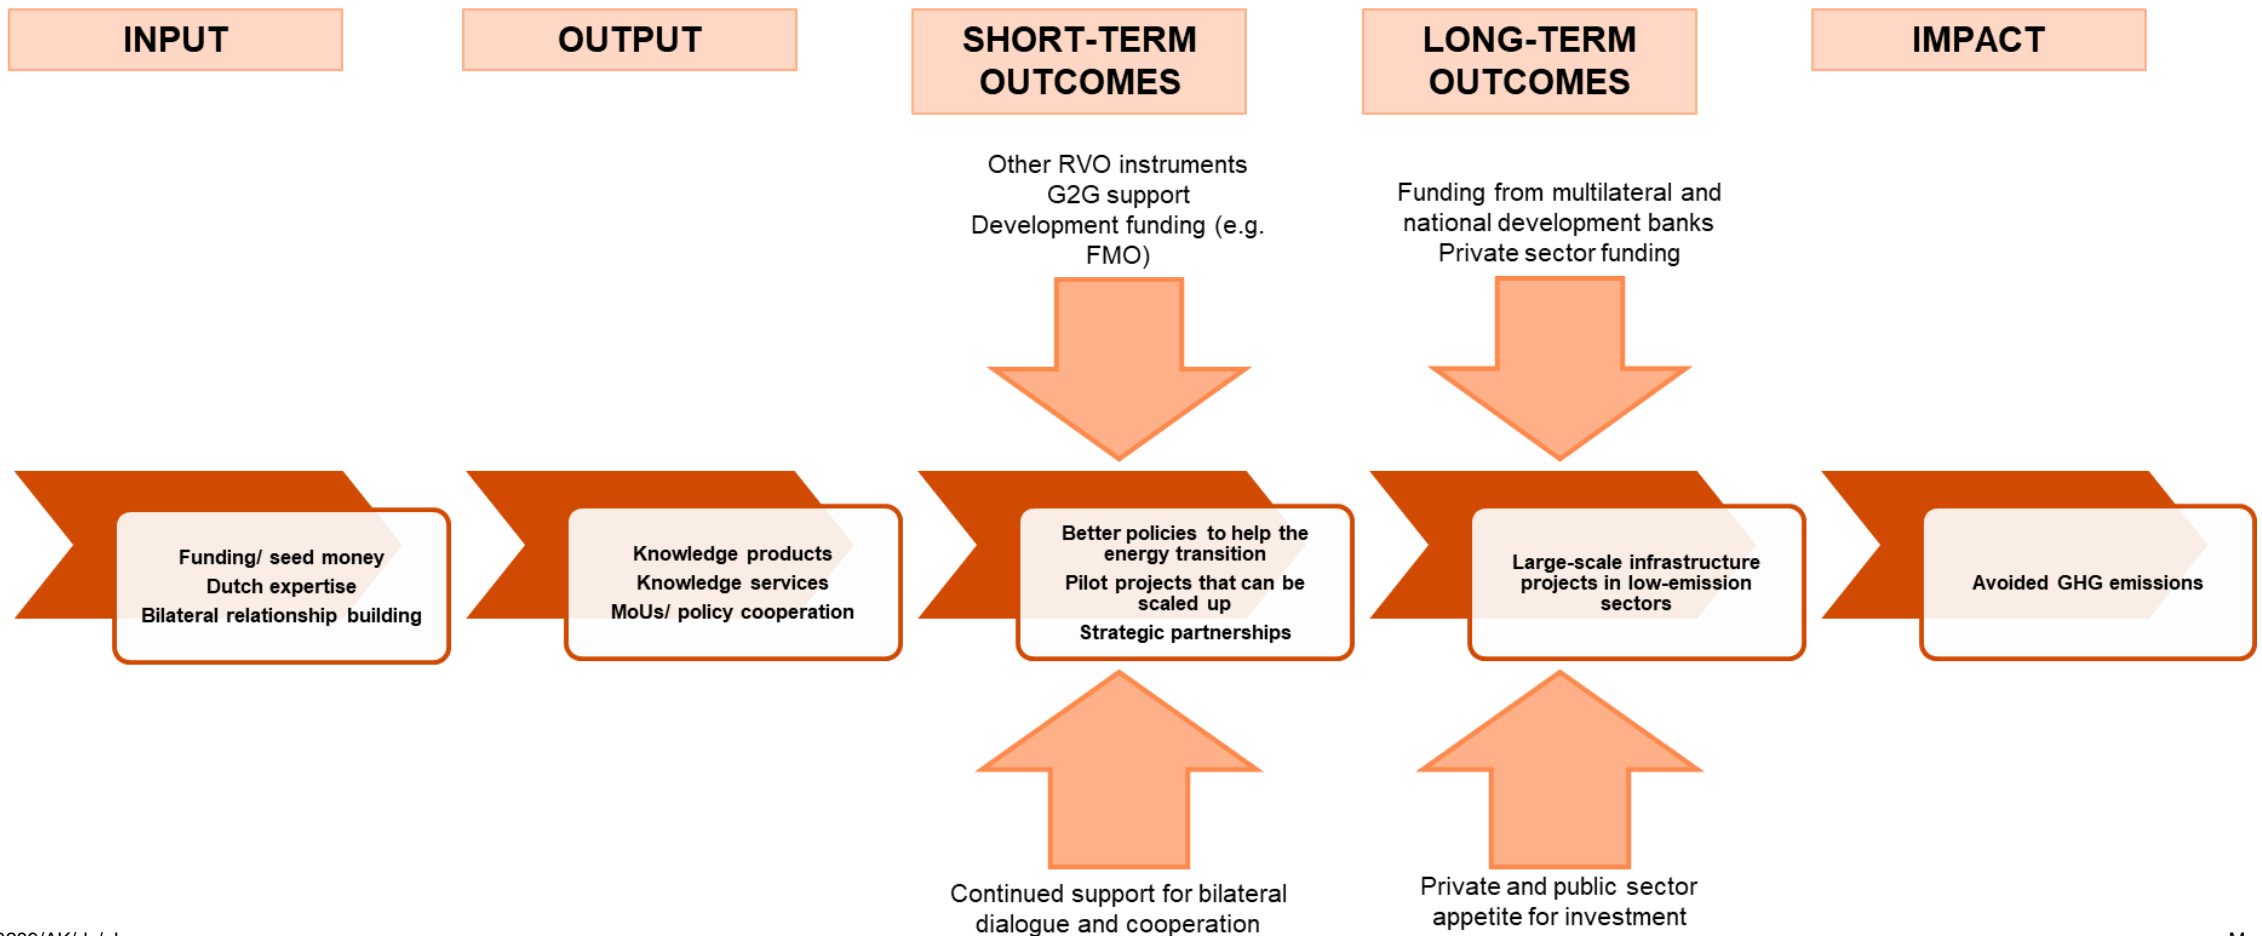 INPUT
OUTPUT
SHORT-TERM
OUTCOMES
LONG-TERM
OUTCOMES
IMPACT
Other RVO instruments
G2G support
Development funding (e.g.
FMO)
Funding from multilateral and
national development banks
Private sector funding
Funding/ seed money
Dutch expertise
Bilateral relationship building
Knowledge products
Knowledge services
MoUs/ policy cooperation
Better policies to help the
energy transition
Pilot projects that can be
scaled up
Strategic partnerships
Large-scale infrastructure
projects in low-emission
sectors
Avoided GHG emissions
Continued support for bilateral
dialogue and cooperation
Private and public sector
appetite for investment